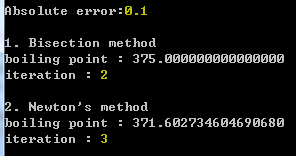 Absolute error:0.1
1. Bisection method
boiling point : 375.000000000000000
iteration : 2
2. Newton's method
boiling point : 371.602734604690680
iteration : 3